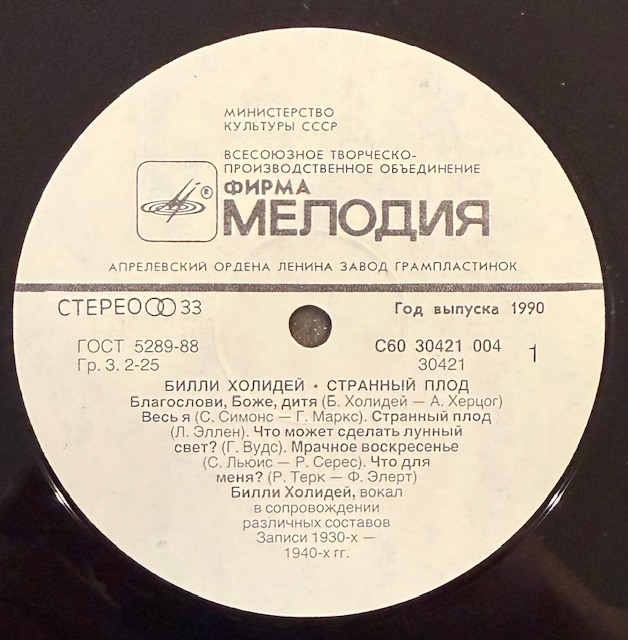 МИНИСТЕРСТВО
КУЛЬТУРЫ СССР
ВСЕСОЮЗНОЕ ТВОРЧЕСКО-
ПРОИЗВОДСТВЕННОЕ ОБЪЕДИНЕНИЕ
ФИРМА
®
МЕЛОДИЯ
АПРЕЛЕВСКИЙ ОРДЕНА ЛЕНИНА ЗАВОД ГРАМПЛАСТИНОК
СТЕРЕО 33
Год выпуска 1990
ГОСТ 5289-88
С60 30421 004
1
Гр. 3. 2-25
30421
БИЛЛИ ХОЛИДЕЙ • СТРАННЫЙ ПЛОД
Благослови, Боже, дитя (Б. Холидей — А. Херцог)
Весь я (С. Симонс — Г. Маркс). Странный плод
(Л. Эллен). Что может сделать лунный
свет? (Г. Вудс). Мрачное воскресенье
(С. Льюис — Р. Серес). Что для
меня? (Р. Терк — Ф. Элерт)
Билли Холидей, вокал
в сопровождении
различных составов
Записи 1930-х —
1940-х гг.